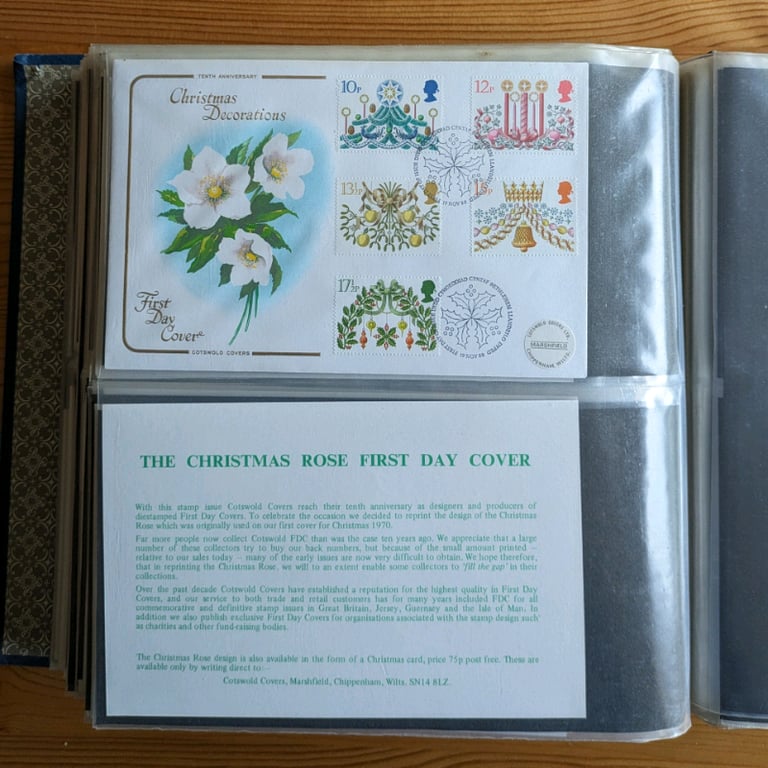 TENTH ANNIVERSARY
Christmas
Decorations
First
Day
Cover
COTSWOLD COVERS
10P
12P
13½P
15P
17½P
19 NOV 80
BETHLEHEM LLANDEILO DYFED
COTSWOLD COVERS LTD.
MARSHFIELD
CHIPPENHAM, WILTS.
THE CHRISTMAS ROSE FIRST DAY COVER
With this stamp issue Cotswold Covers reach their tenth anniversary as designers and producers of
diestamped First Day Covers. To celebrate the occasion we decided to reprint the design of the Christmas
Rose which was originally used on our first cover for Christmas 1970.
Far more people now collect Cotswold FDC than was the case ten years ago. We appreciate that a large
number of these collectors try to buy our back numbers, but because of the small amount printed –
relative to our sales today – many of the early issues are now very difficult to obtain. We hope therefore,
that in reprinting the Christmas Rose, we will to an extent enable some collectors to 'fill the gap' in their
collections.
Over the past decade Cotswold Covers have established a reputation for the highest quality in First Day
Covers, and our service to both trade and retail customers has for many years included FDC for all
commemorative and definitive stamp issues in Great Britain, Jersey, Guernsey and the Isle of Man. In
addition we also publish exclusive First Day Covers for organisations associated with the stamp design such
as charities and other fund-raising bodies.
The Christmas Rose design is also available in the form of a Christmas card, price 75p post free. These are
available only by writing direct to:–
Cotswold Covers, Marshfield, Chippenham, Wilts. SN14 8LZ.